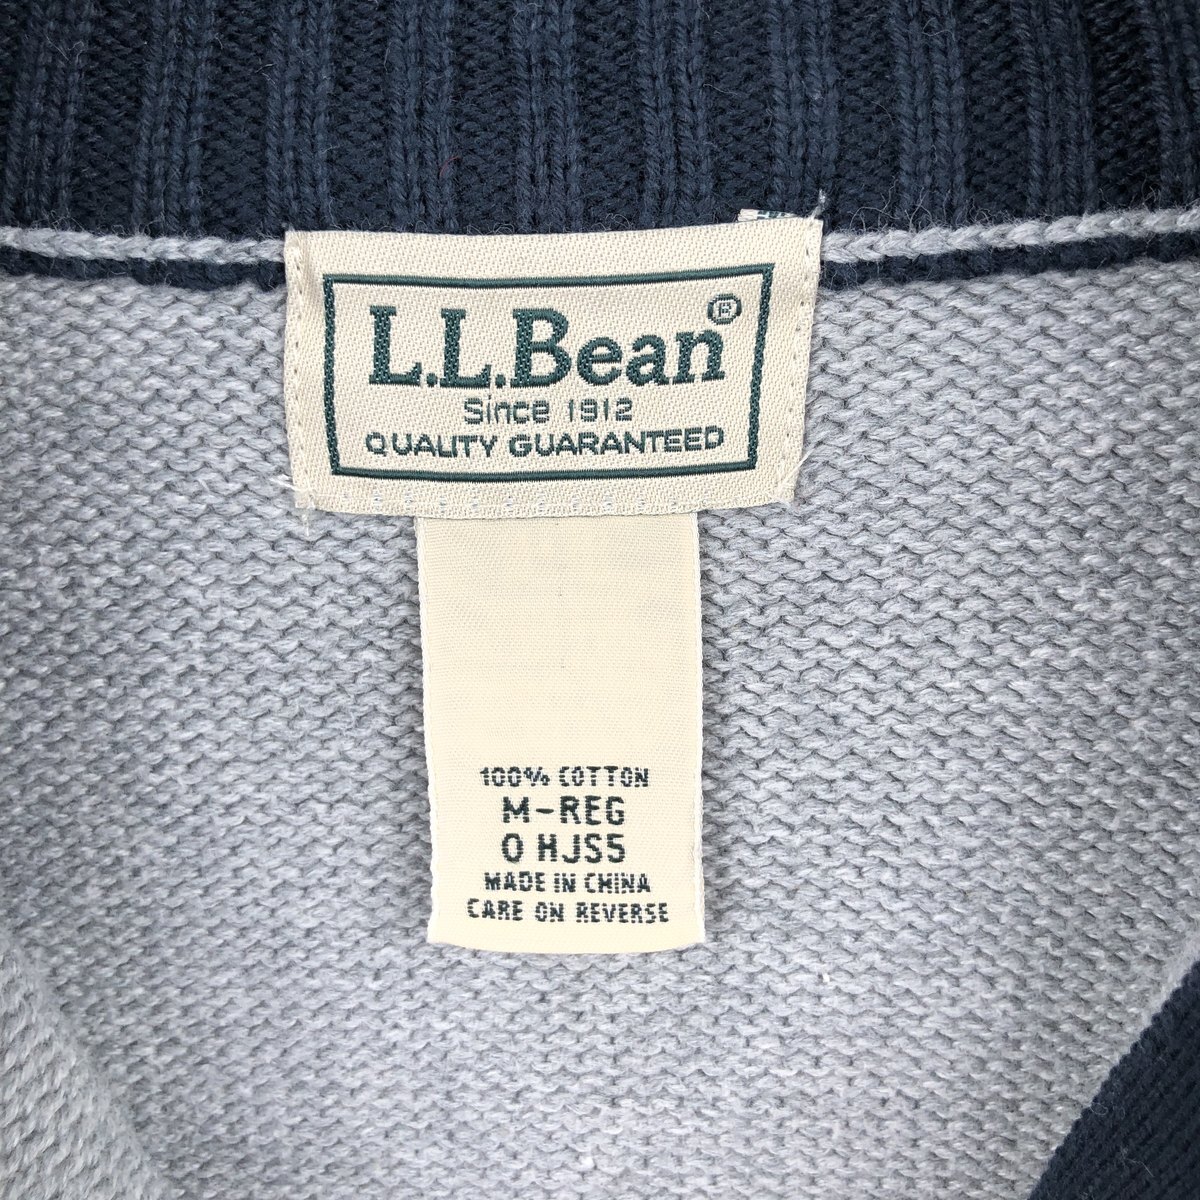 L.L.Bean®
Since 1912
QUALITY GUARANTEED
100% COTTON
M-REG
0 HJS5
MADE IN CHINA
CARE ON REVERSE